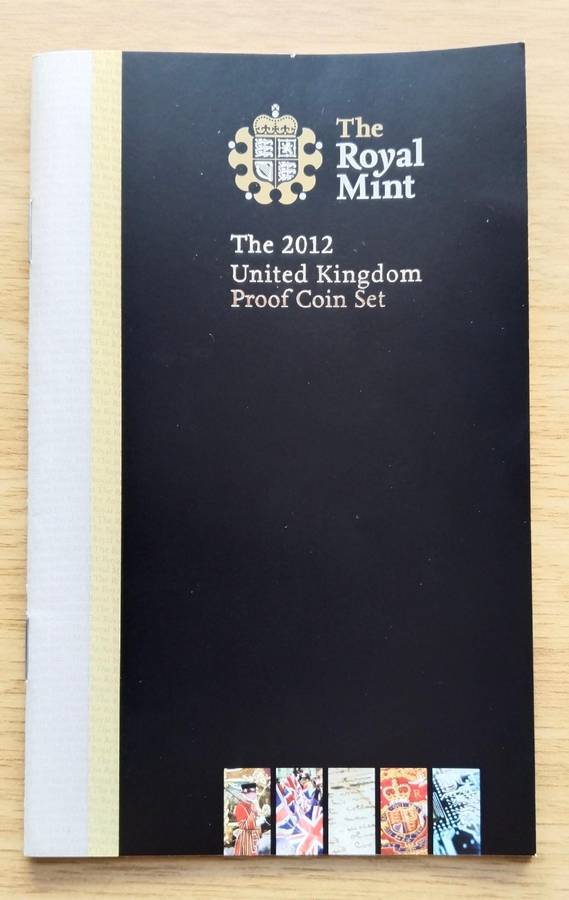 The
Royal
Mint
The 2012
United Kingdom
Proof Coin Set